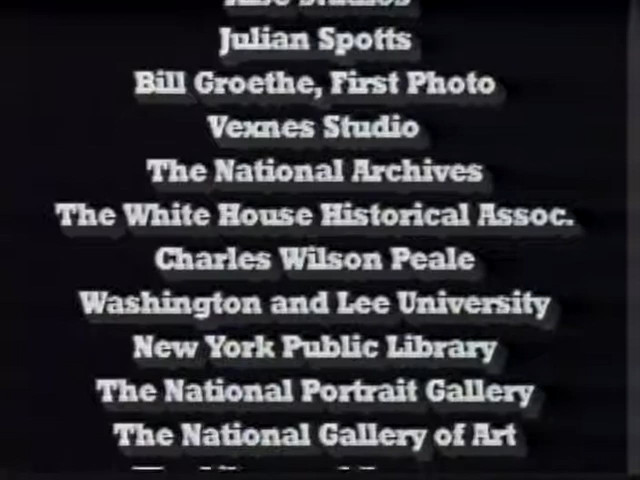 Julian Spotts
Bill Groethe, First Photo
Vexnes Studio
The National Archives
The White House Historical Assoc.
Charles Wilson Peale
Washington and Lee University
New York Public Library
The National Portrait Gallery
The National Gallery of Art